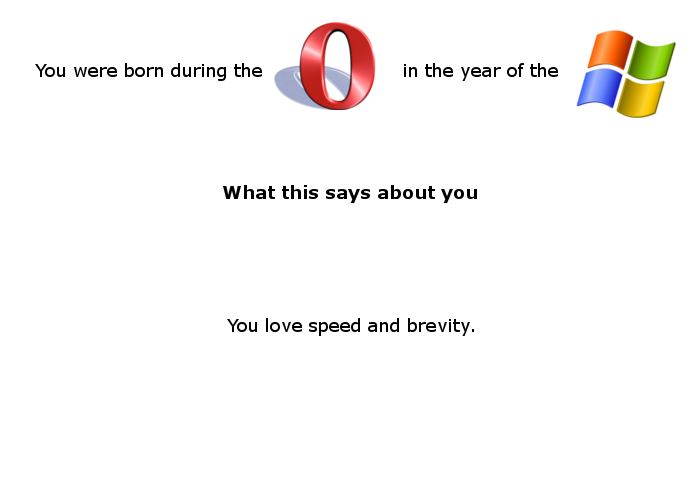 You were born during the in the year of the
What this says about you
You love speed and brevity.